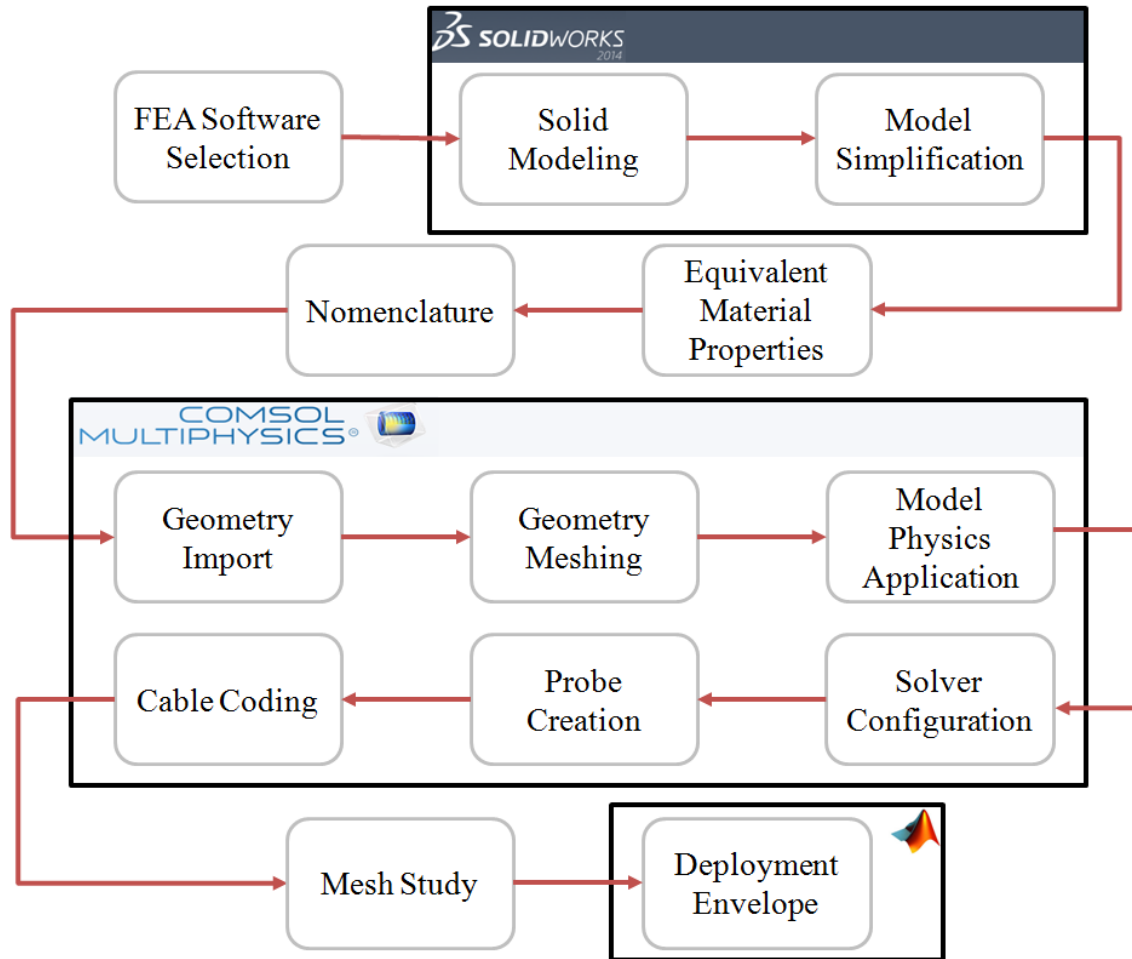 SOLIDWORKS
2014
FEA Software
Selection
Solid
Modeling
Model
Simplification
Nomenclature
Equivalent
Material
Properties
COMSOL
MULTIPHYSICS®
Geometry
Import
Geometry
Meshing
Model
Physics
Application
Cable Coding
Probe
Creation
Solver
Configuration
Mesh Study
Deployment
Envelope